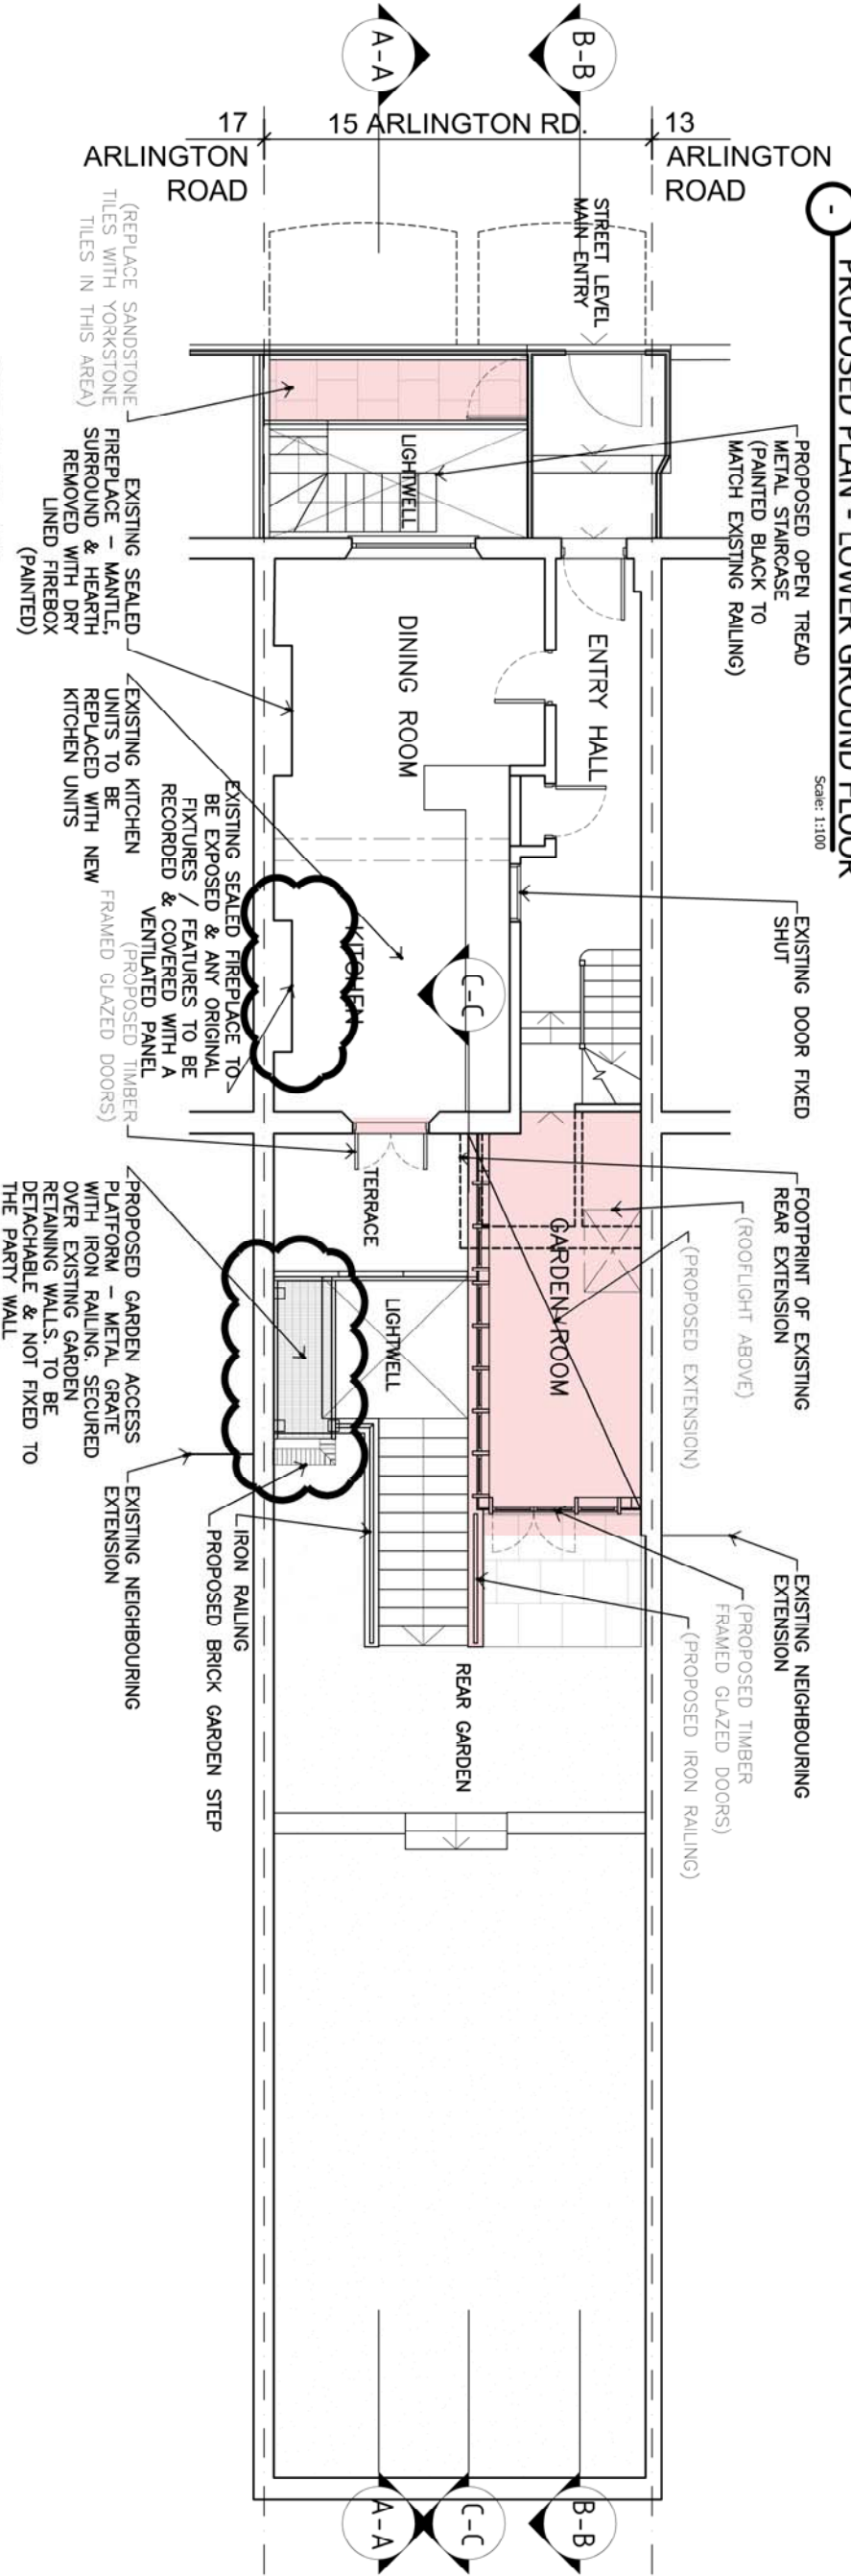 A-A
B-B
17
15 ARLINGTON RD.
13
ARLINGTON
ROAD
ARLINGTON
ROAD
-
PROPOSED PLAN - LOWER GROUND FLOOR
Scale: 1:100
STREET LEVEL
MAIN ENTRY
PROPOSED OPEN TREAD
METAL STAIRCASE
(PAINTED BLACK TO
MATCH EXISTING RAILING)
EXISTING DOOR FIXED
SHUT
FOOTPRINT OF EXISTING
REAR EXTENSION
(ROOFLIGHT ABOVE)
(PROPOSED EXTENSION)
EXISTING NEIGHBOURING
EXTENSION
(PROPOSED TIMBER
FRAMED GLAZED DOORS)
(PROPOSED IRON RAILING)
ENTRY HALL
GARDEN ROOM
LIGHTWELL
DINING ROOM
KITCHEN
C-C
TERRACE
LIGHTWELL
REAR GARDEN
(REPLACE SANDSTONE
TILES WITH YORKSTONE
TILES IN THIS AREA)
EXISTING SEALED
FIREPLACE – MANTLE,
SURROUND & HEARTH
REMOVED WITH DRY
LINED FIREBOX
(PAINTED)
EXISTING KITCHEN
UNITS TO BE
REPLACED WITH NEW
KITCHEN UNITS
EXISTING SEALED FIREPLACE TO
BE EXPOSED & ANY ORIGINAL
FIXTURES / FEATURES TO BE
RECORDED & COVERED WITH A
VENTILATED PANEL
(PROPOSED TIMBER
FRAMED GLAZED DOORS)
PROPOSED GARDEN ACCESS
PLATFORM – METAL GRATE
WITH IRON RAILING. SECURED
OVER EXISTING GARDEN
RETAINING WALLS. TO BE
DETACHABLE & NOT FIXED TO
THE PARTY WALL
EXISTING NEIGHBOURING
EXTENSION
IRON RAILING
PROPOSED BRICK GARDEN STEP
A-A
C-C
B-B